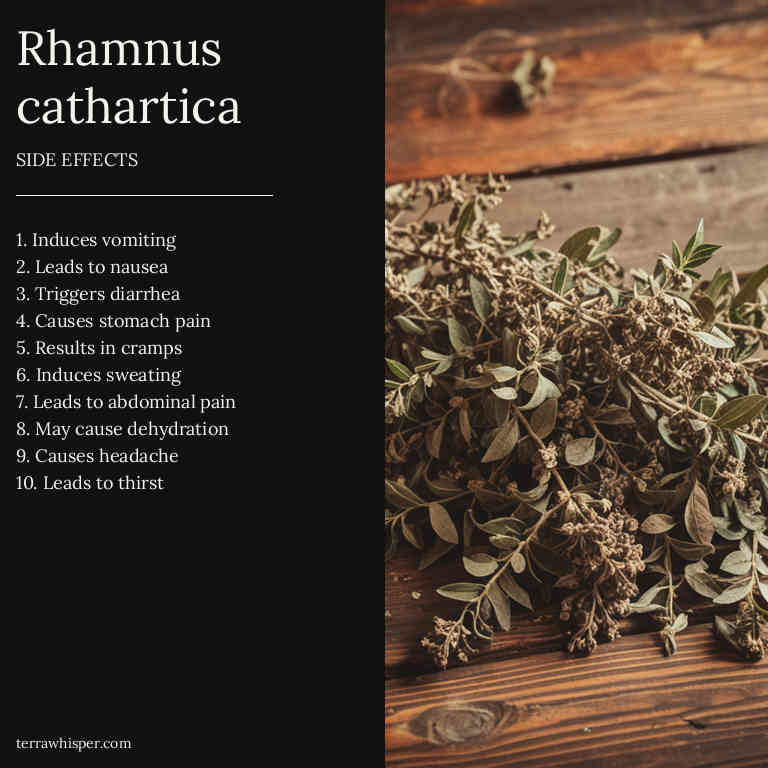 Rhamnus
cathartica
SIDE EFFECTS
1. Induces vomiting
2. Leads to nausea
3. Triggers diarrhea
4. Causes stomach pain
5. Results in cramps
6. Induces sweating
7. Leads to abdominal pain
8. May cause dehydration
9. Causes headache
10. Leads to thirst
terrawhisper.com